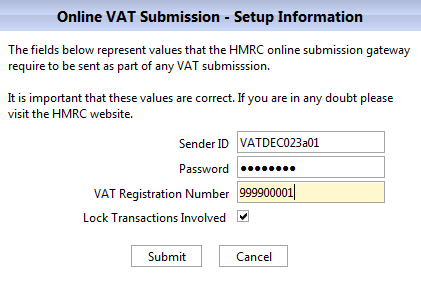 Online VAT Submission - Setup Information
The fields below represent values that the HMRC online submission gateway
require to be sent as part of any VAT submisssion.
It is important that these values are correct. If you are in any doubt please
visit the HMRC website.
Sender ID VATDEC023a01
Password ●●●●●●●●
VAT Registration Number 999900001
Lock Transactions Involved
Submit Cancel